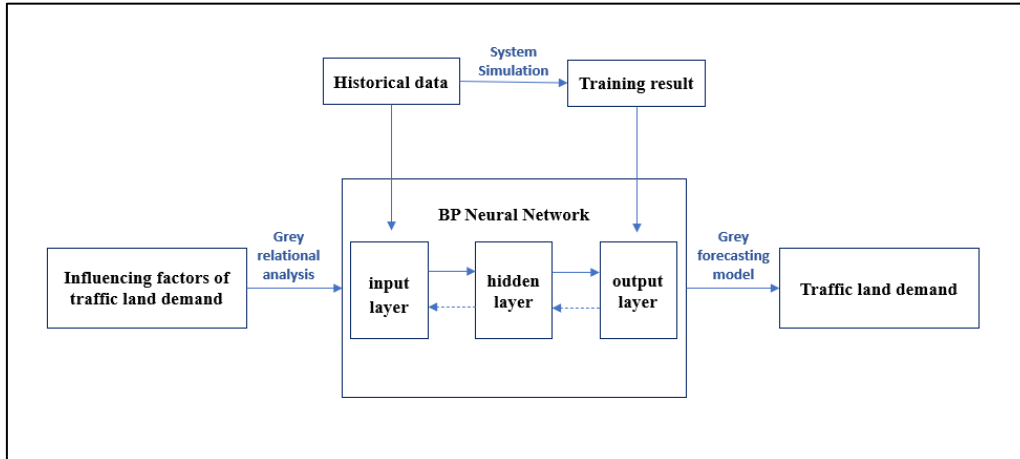 System
Simulation
Historical data
Training result
BP Neural Network
Grey
relational
analysis
Influencing factors of
traffic land demand
input
layer
hidden
layer
output
layer
Grey
forecasting
model
Traffic land demand